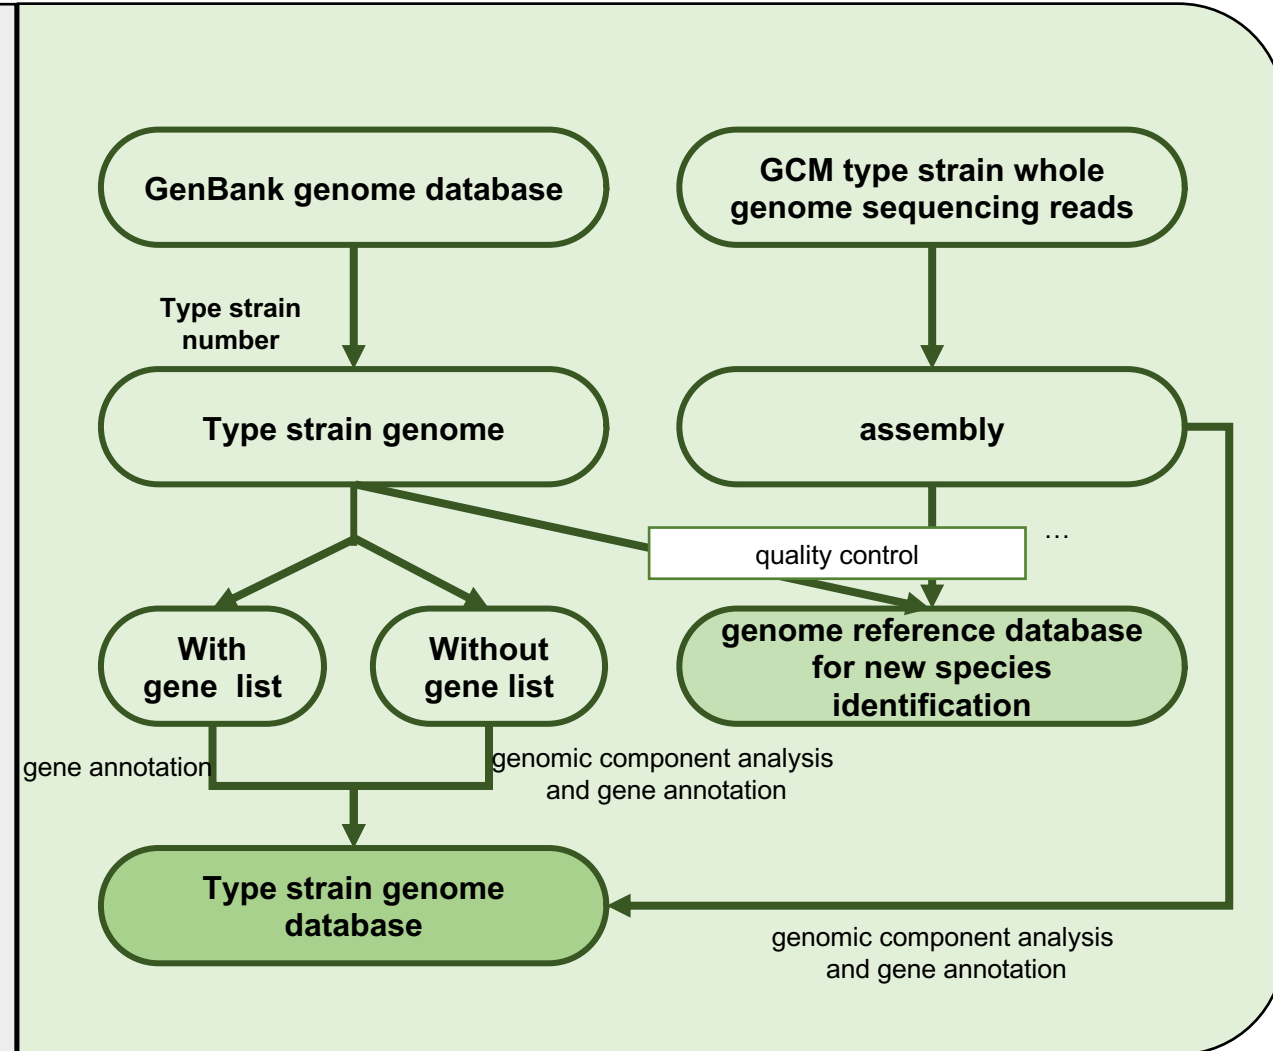 GenBank genome database
GCM type strain whole
genome sequencing reads
Type strain
number
Type strain genome
assembly
quality control
…
With
gene list
Without
gene list
genome reference database
for new species
identification
gene annotation
genomic component analysis
and gene annotation
Type strain genome
database
genomic component analysis
and gene annotation